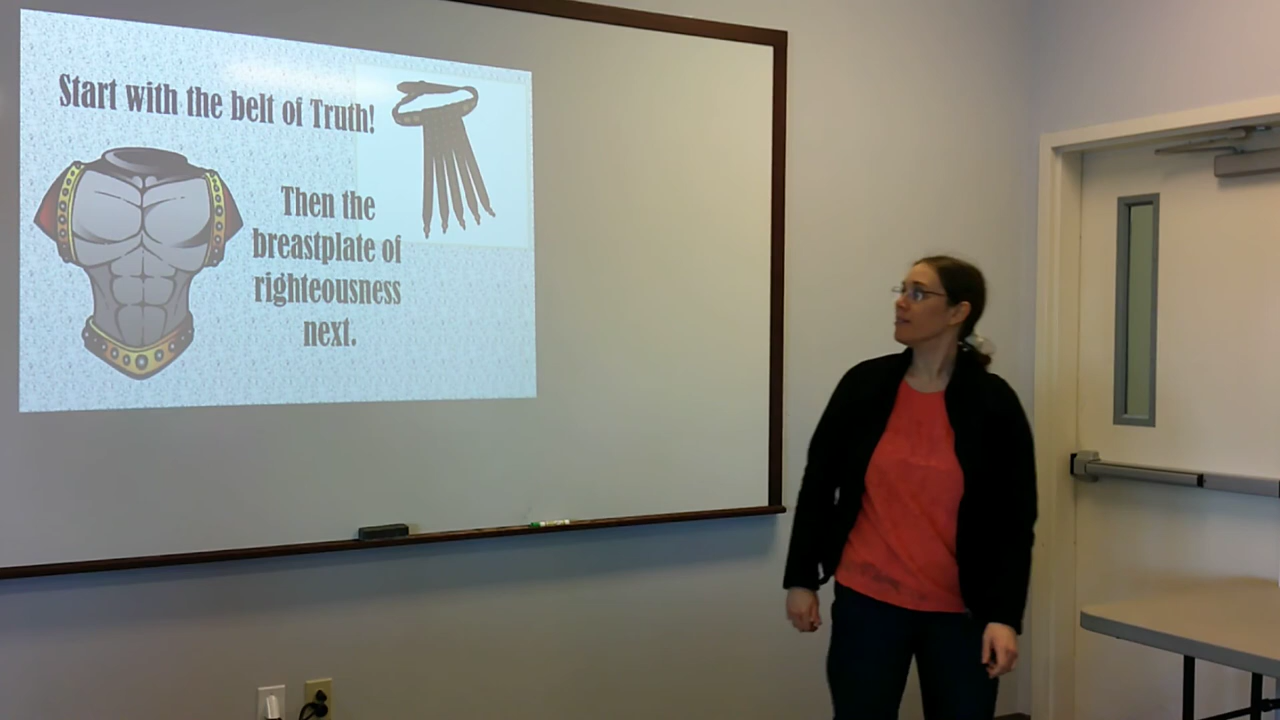 Start with the belt of Truth!
Then the
breastplate of
righteousness
next.